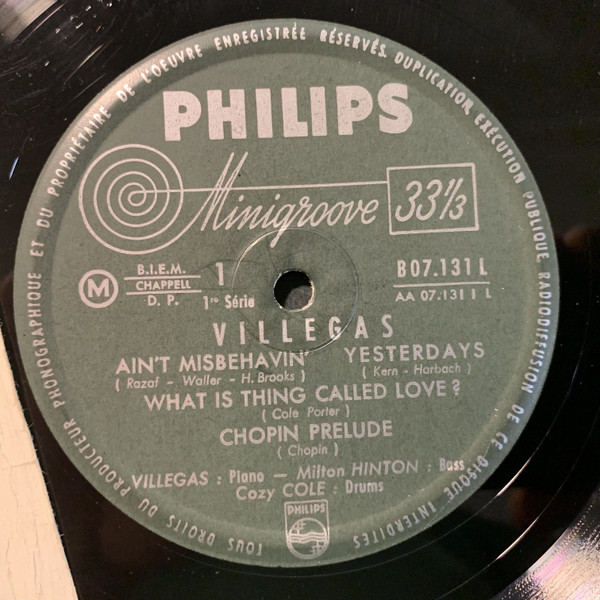 TOUS DROITS DU PRODUCTEUR PHONOGRAPHIQUE ET DU PROPRIÉTAIRE DE L'OEUVRE ENREGISTRÉE RÉSERVÉS. DUPLICATION, EXÉCUTION PUBLIQUE RADIODIFFUSION DE CE DISQUE INTERDITES
PHILIPS
Minigroove 33 1/3
M B.I.E.M. CHAPPELL D. P. 1 1re Série
B 07.131 L
AA 07.131 1 L
VILLEGAS
AIN'T MISBEHAVIN' YESTERDAYS
( Razaf - Waller - H. Brooks ) ( Kern - Harbach )
WHAT IS THING CALLED LOVE ?
( Cole Porter )
CHOPIN PRELUDE
( Chopin )
VILLEGAS : Piano — Milton HINTON : Bass
Cozy COLE : Drums
PHILIPS